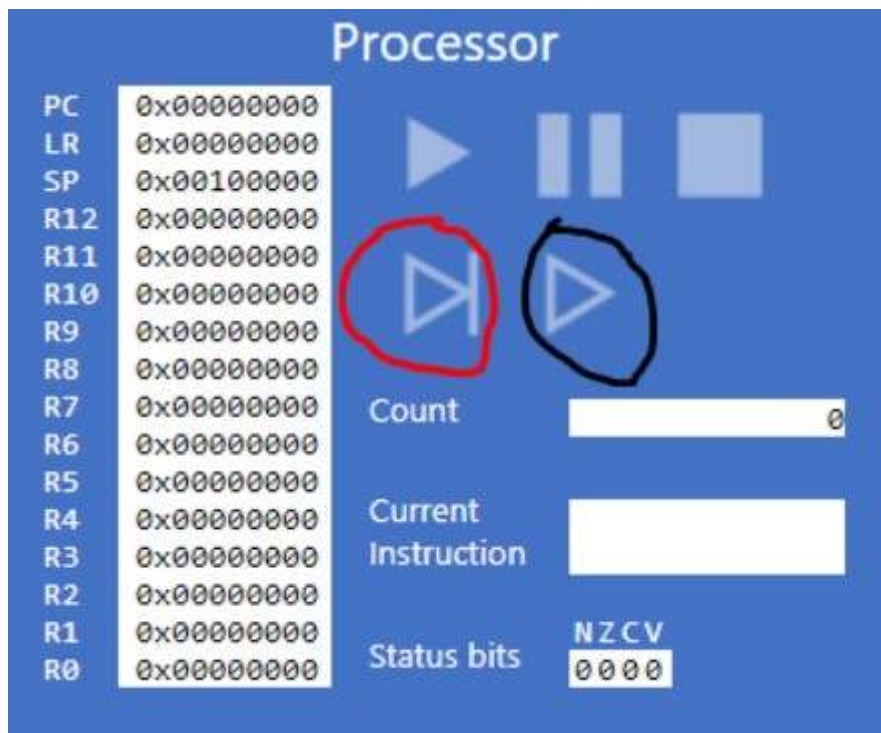 Processor
PC 0x00000000
LR 0x00000000
SP 0x00100000
R12 0x00000000
R11 0x00000000
R10 0x00000000
R9 0x00000000
R8 0x00000000
R7 0x00000000
Count 0
R6 0x00000000
R5 0x00000000
R4 0x00000000
Current
R3 0x00000000
Instruction
R2 0x00000000
R1 0x00000000
NZCV
R0 0x00000000
Status bits 0000